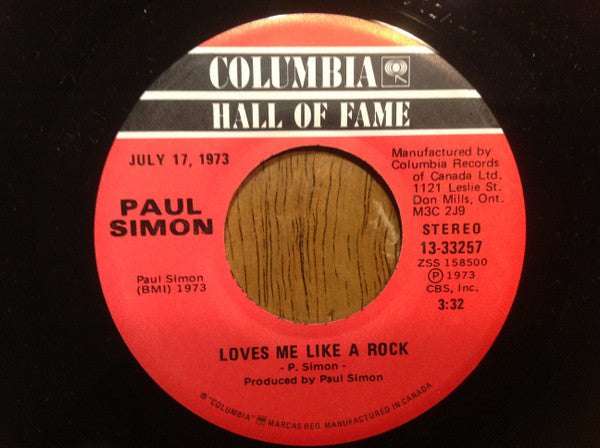 COLUMBIA
HALL OF FAME
JULY 17, 1973
PAUL
SIMON
Paul Simon
(BMI) 1973
Manufactured by
Columbia Records
of Canada Ltd.
1121 Leslie St.
Don Mills, Ont.
M3C 2J9
STEREO
13-33257
ZSS 158500
Ⓟ 1973
CBS, Inc.
3:32
LOVES ME LIKE A ROCK
- P. Simon -
Produced by Paul Simon
® "COLUMBIA" MARCAS REG. MANUFACTURED IN CANADA